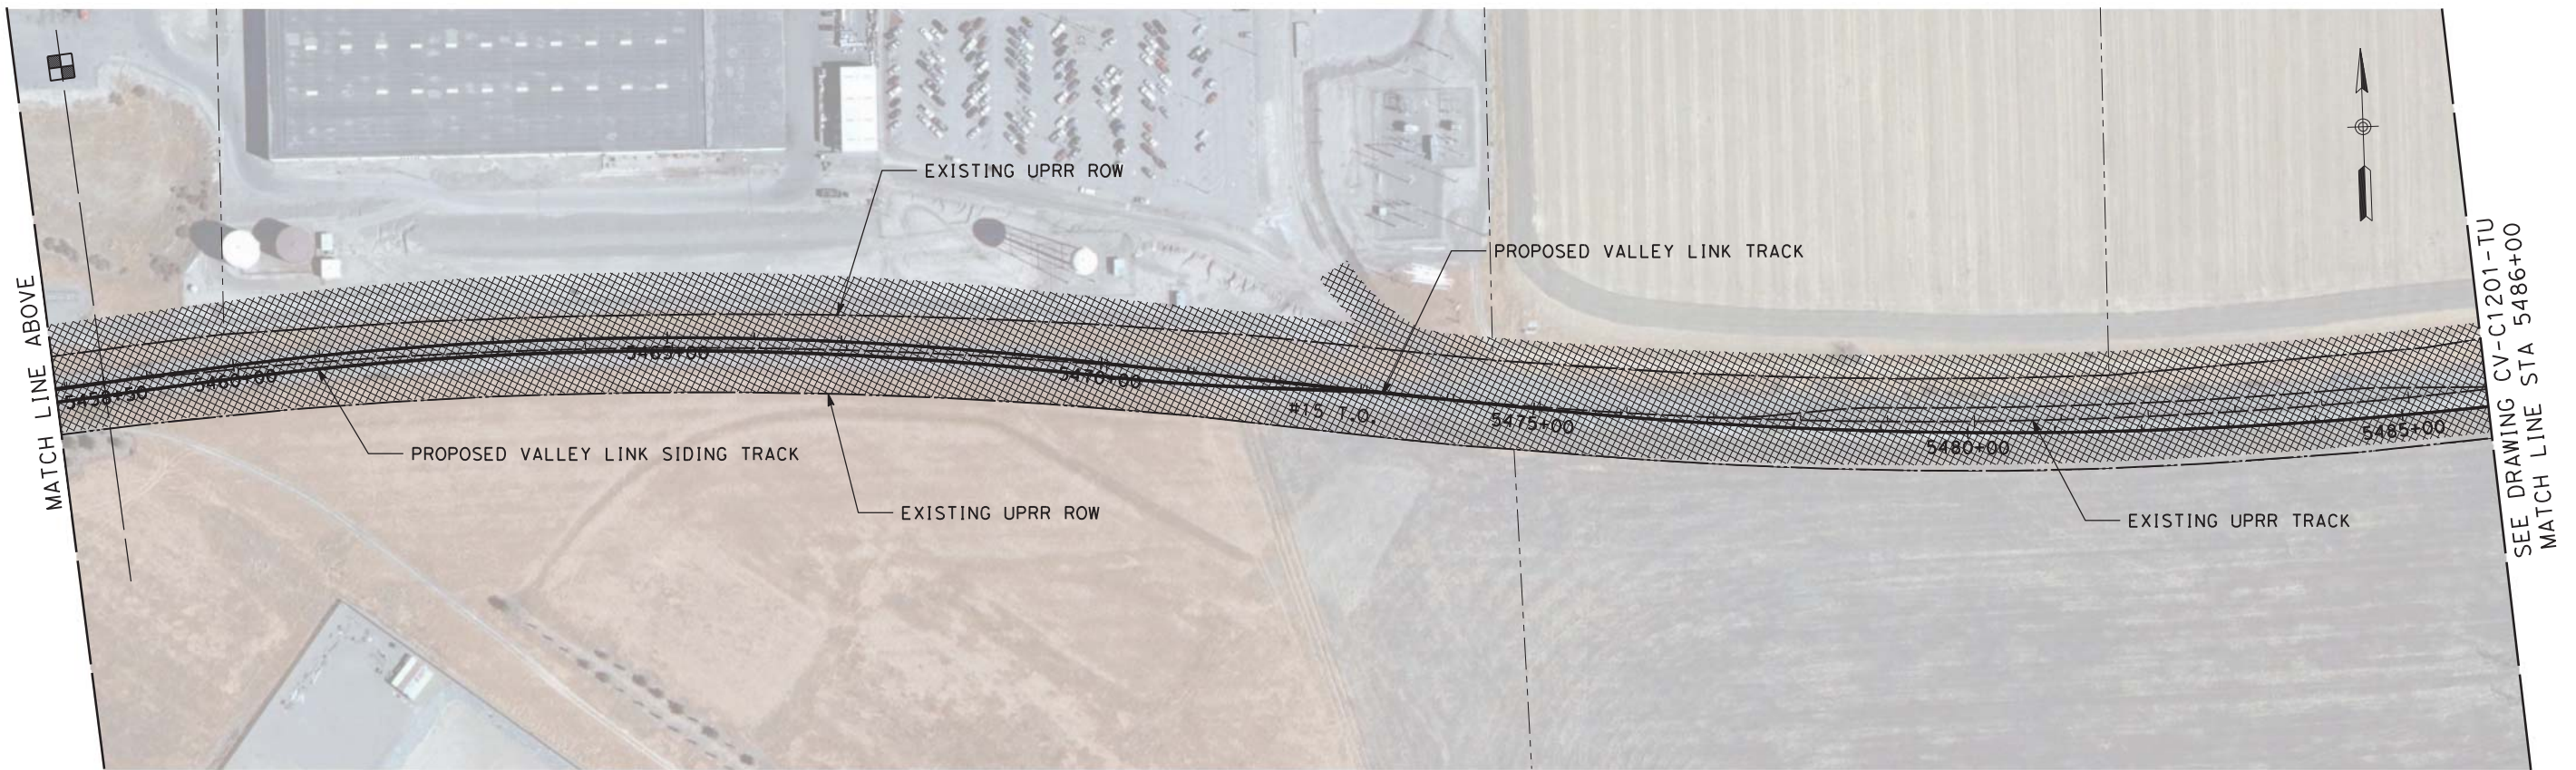 EXISTING UPRR ROW
PROPOSED VALLEY LINK TRACK
MATCH LINE ABOVE
5458+50
5460+00
5465+00
5470+00
#15 T.O.
5475+00
5480+00
5485+00
PROPOSED VALLEY LINK SIDING TRACK
EXISTING UPRR ROW
EXISTING UPRR TRACK
SEE DRAWING CV-C1201-TU
MATCH LINE STA 5486+00